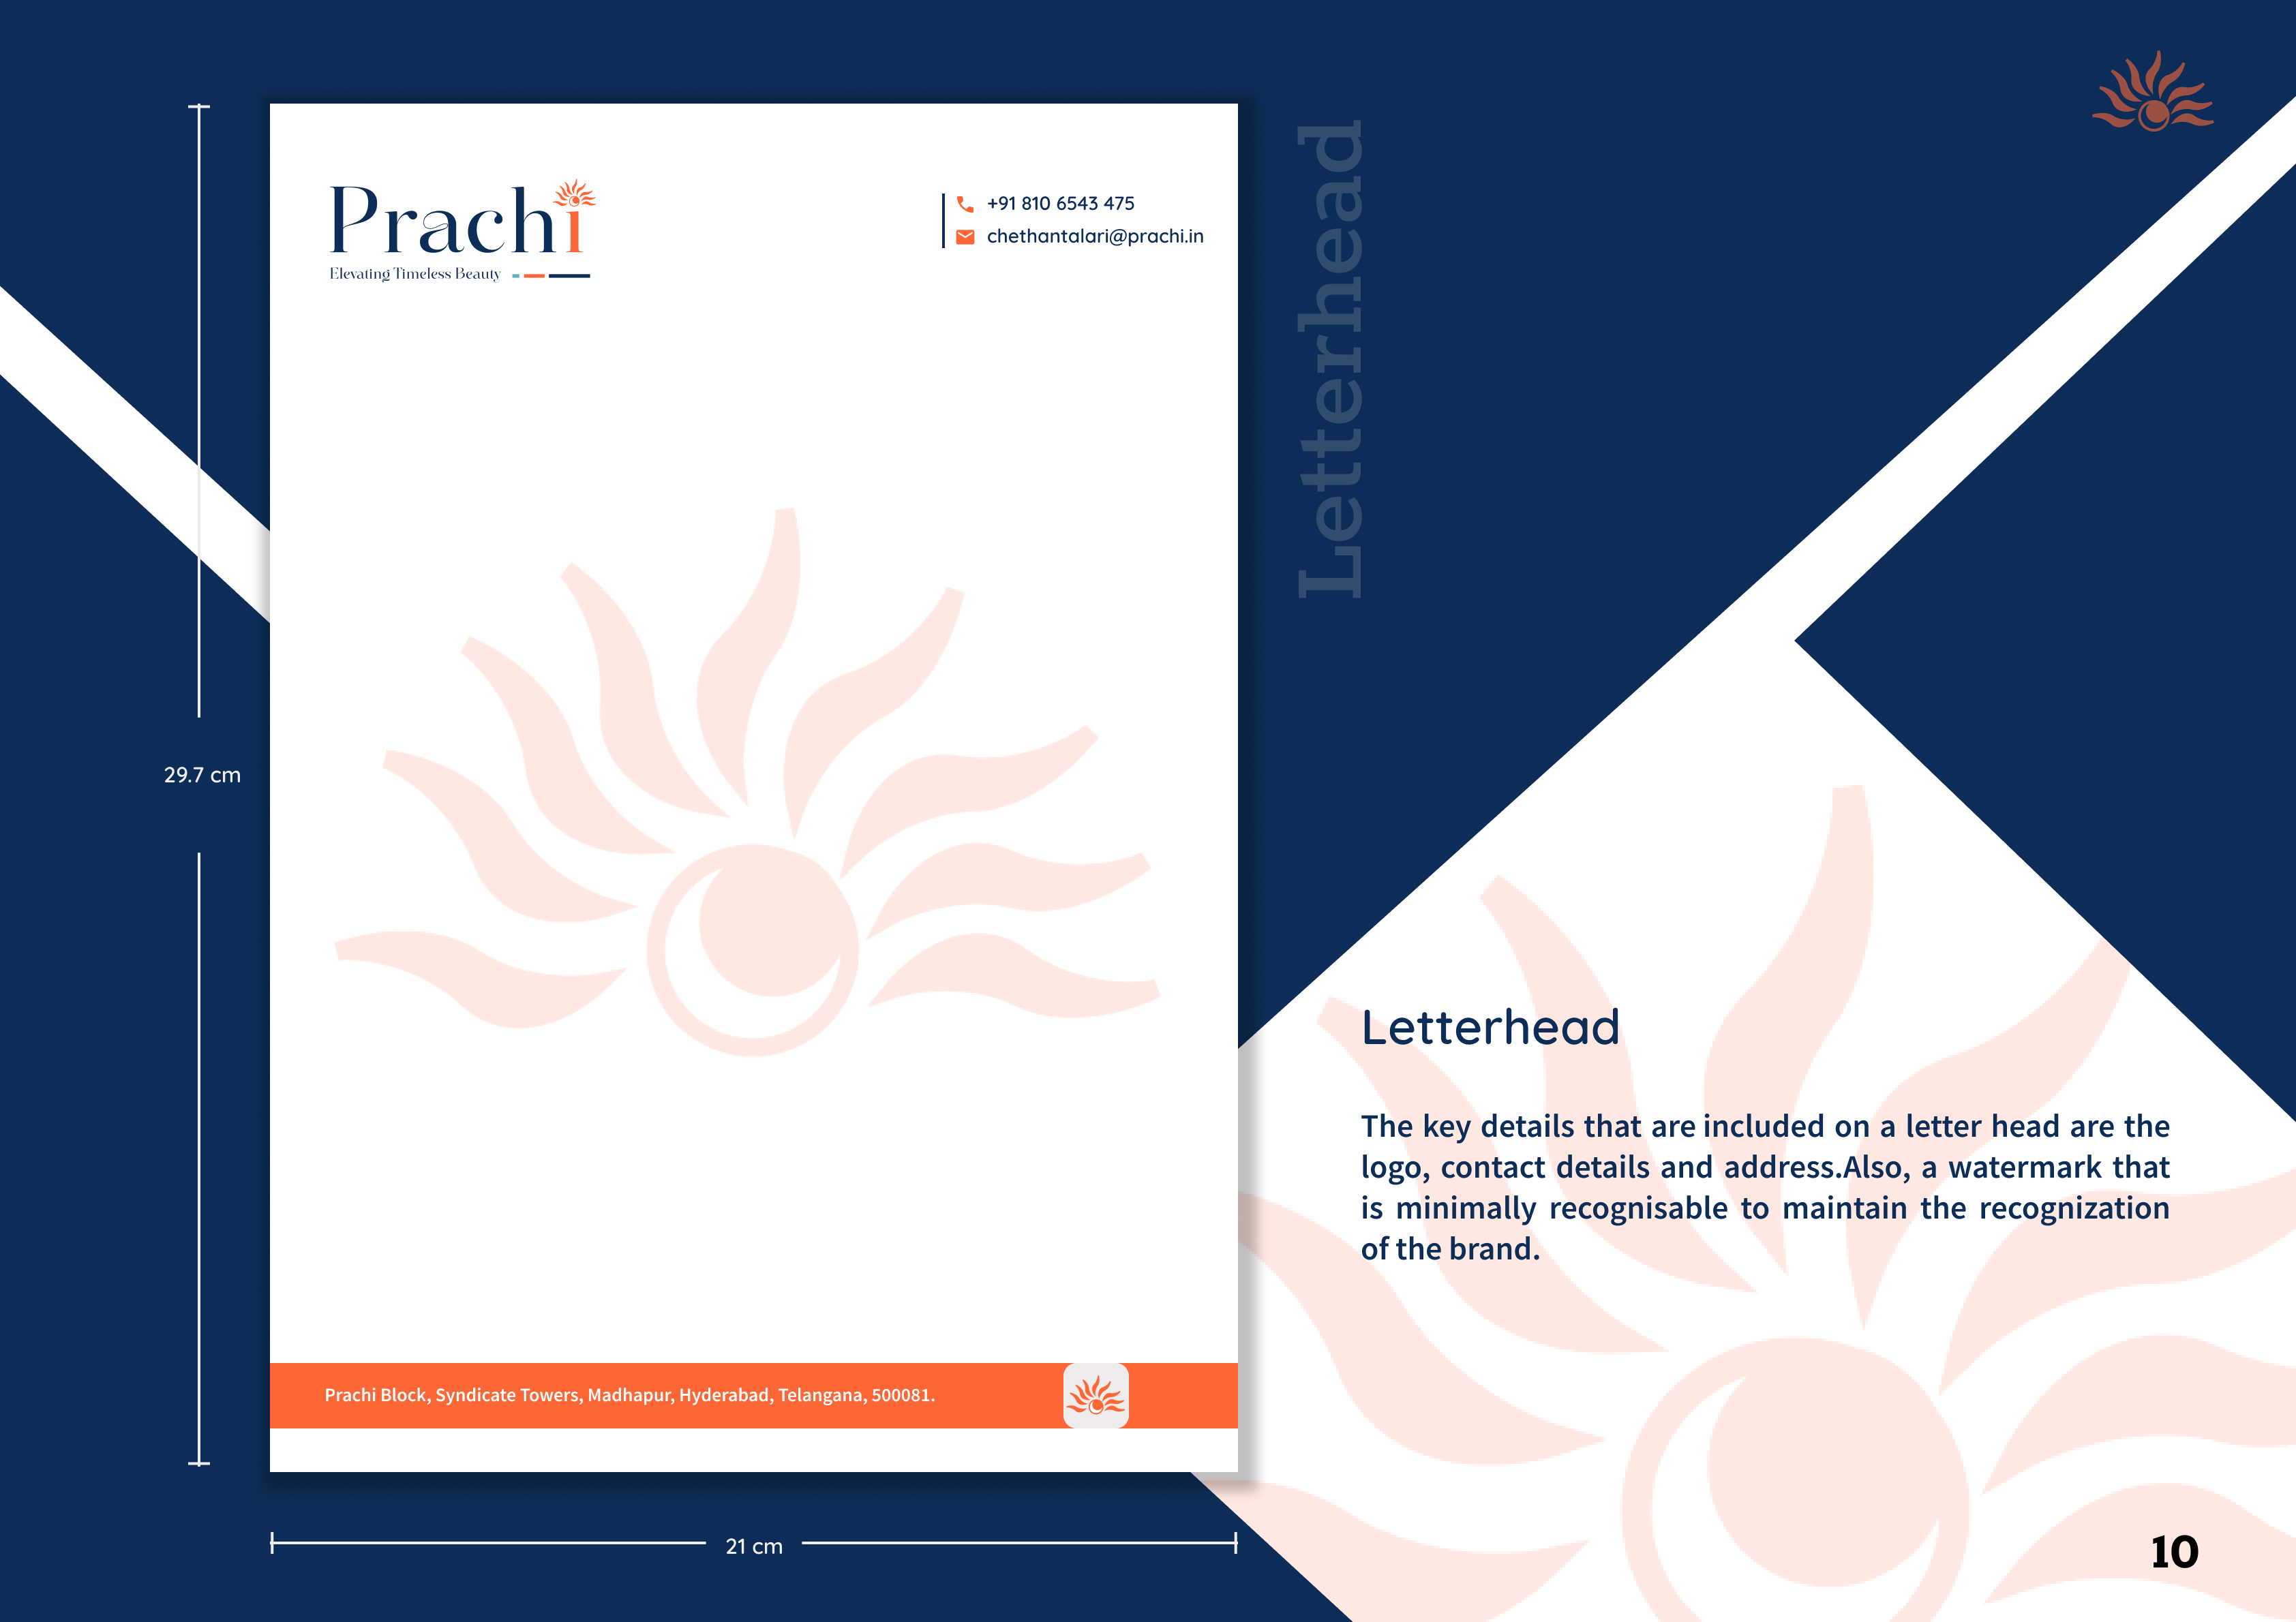 Prachi
Elevating Timeless Beauty
+91 810 6543 475
chethantalari@prachi.in
Letterhead
29.7 cm
Letterhead
The key details that are included on a letter head are the
logo, contact details and address.Also, a watermark that
is minimally recognisable to maintain the recognization
of the brand.
Prachi Block, Syndicate Towers, Madhapur, Hyderabad, Telangana, 500081.
21 cm
10